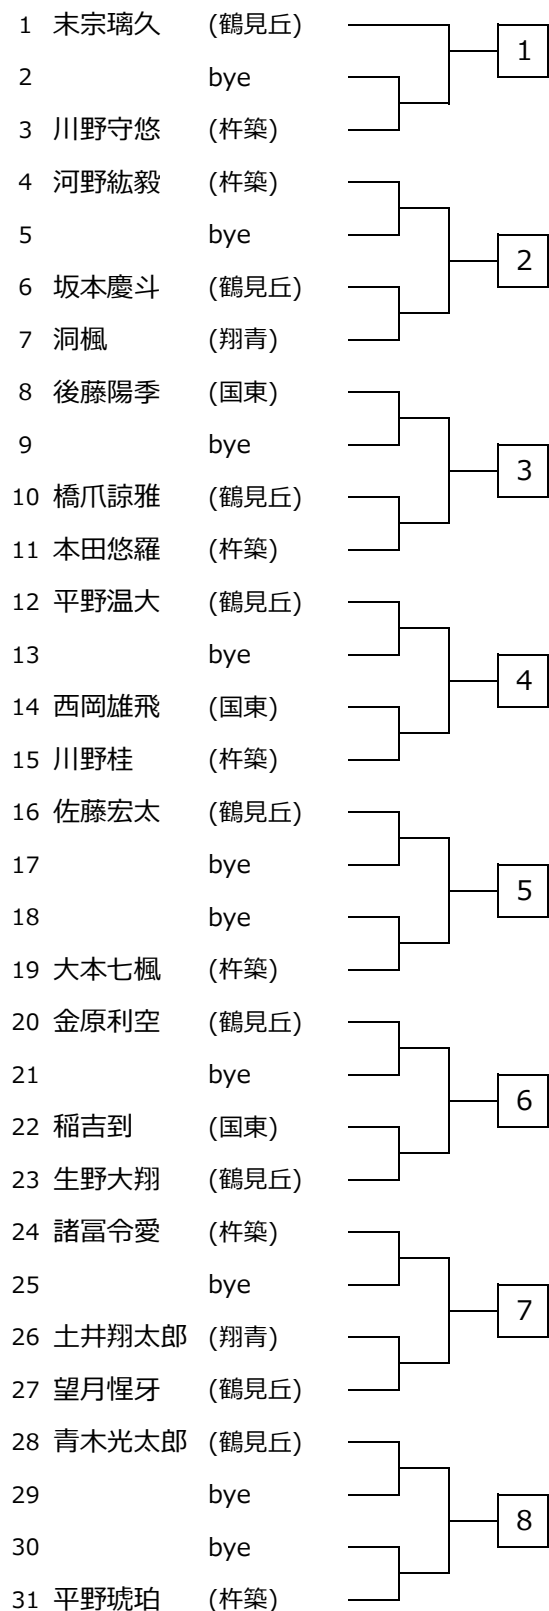 1 末宗璃久 (鶴見丘)
1
2 bye
3 川野守悠 (杵築)
4 河野紘毅 (杵築)
5 bye
2
6 坂本慶斗 (鶴見丘)
7 洞楓 (翔青)
8 後藤陽季 (国東)
9 bye
3
10 橋爪諒雅 (鶴見丘)
11 本田悠羅 (杵築)
12 平野温大 (鶴見丘)
13 bye
4
14 西岡雄飛 (国東)
15 川野桂 (杵築)
16 佐藤宏太 (鶴見丘)
17 bye
5
18 bye
19 大本七楓 (杵築)
20 金原利空 (鶴見丘)
21 bye
6
22 稲吉到 (国東)
23 生野大翔 (鶴見丘)
24 諸冨令愛 (杵築)
25 bye
7
26 土井翔太郎 (翔青)
27 望月惺牙 (鶴見丘)
28 青木光太郎 (鶴見丘)
29 bye
8
30 bye
31 平野琥珀 (杵築)